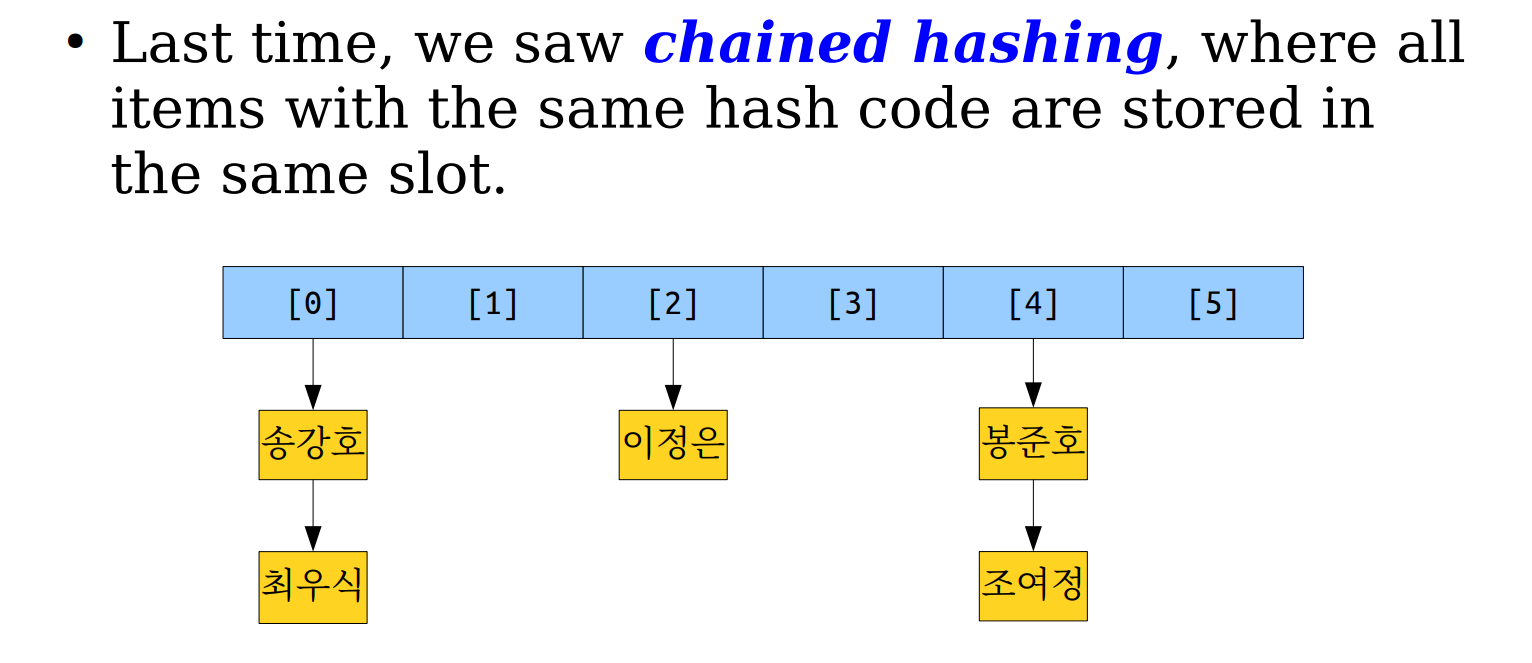 • Last time, we saw chained hashing, where all
items with the same hash code are stored in
the same slot.
[0] [1] [2] [3] [4] [5]
송강호 이정은 봉준호
최우식 조여정